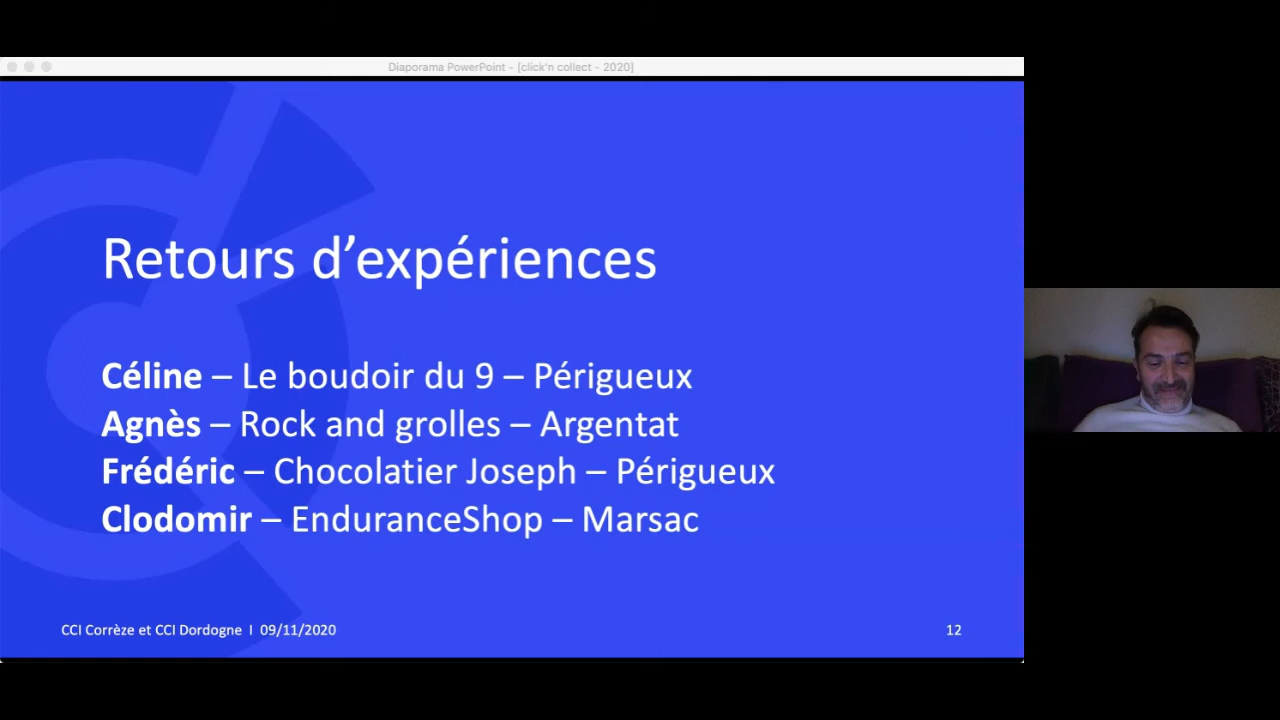 Diaporama PowerPoint - [click'n collect - 2020]
Retours d’expériences
Céline – Le boudoir du 9 – Périgueux
Agnès – Rock and grolles – Argentat
Frédéric – Chocolatier Joseph – Périgueux
Clodomir – EnduranceShop – Marsac
CCI Corrèze et CCI Dordogne I 09/11/2020
12